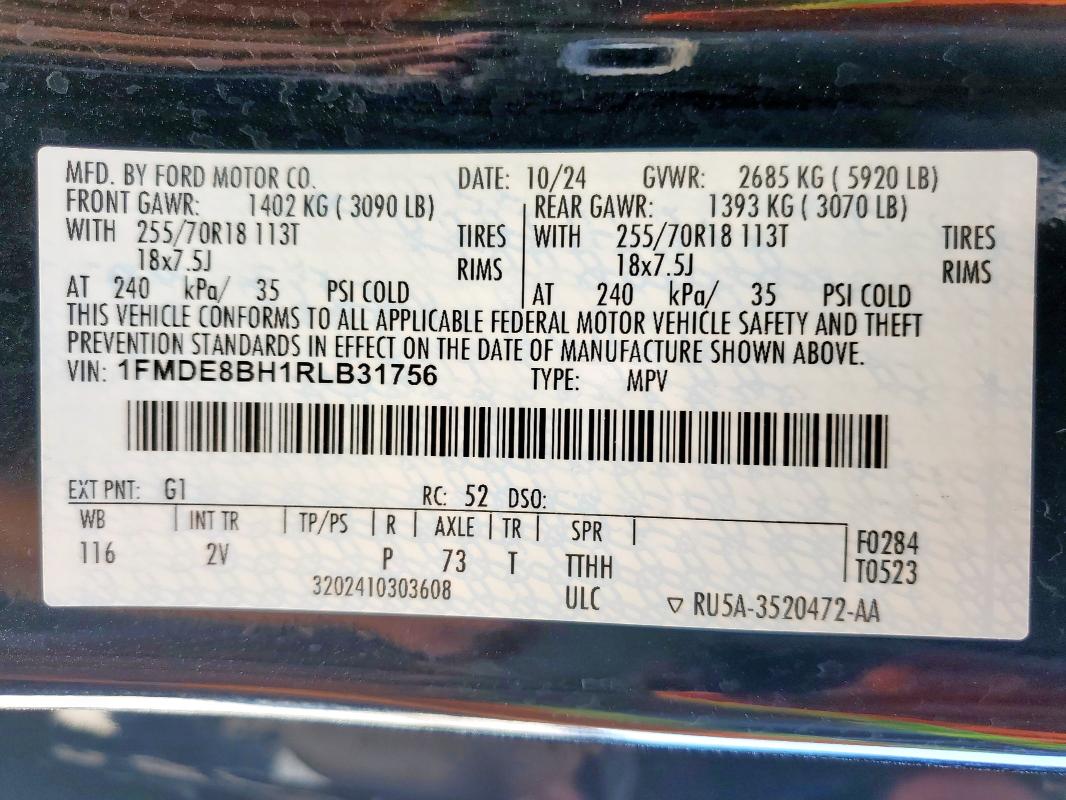 MFD. BY FORD MOTOR CO. DATE: 10/24 GVWR: 2685 KG ( 5920 LB)
FRONT GAWR: 1402 KG ( 3090 LB) REAR GAWR: 1393 KG ( 3070 LB)
WITH 255/70R18 113T TIRES WITH 255/70R18 113T TIRES
18x7.5J RIMS 18x7.5J RIMS
AT 240 kPa/ 35 PSI COLD AT 240 kPa/ 35 PSI COLD
THIS VEHICLE CONFORMS TO ALL APPLICABLE FEDERAL MOTOR VEHICLE SAFETY AND THEFT
PREVENTION STANDARDS IN EFFECT ON THE DATE OF MANUFACTURE SHOWN ABOVE.
VIN: 1FMDE8BH1RLB31756 TYPE: MPV
EXT PNT: G1 RC: 52 DSO:
WB INT TR TP/PS R AXLE TR SPR F0284
116 2V P 73 T TTHH T0523
3202410303608 ULC ▽ RU5A-3520472-AA